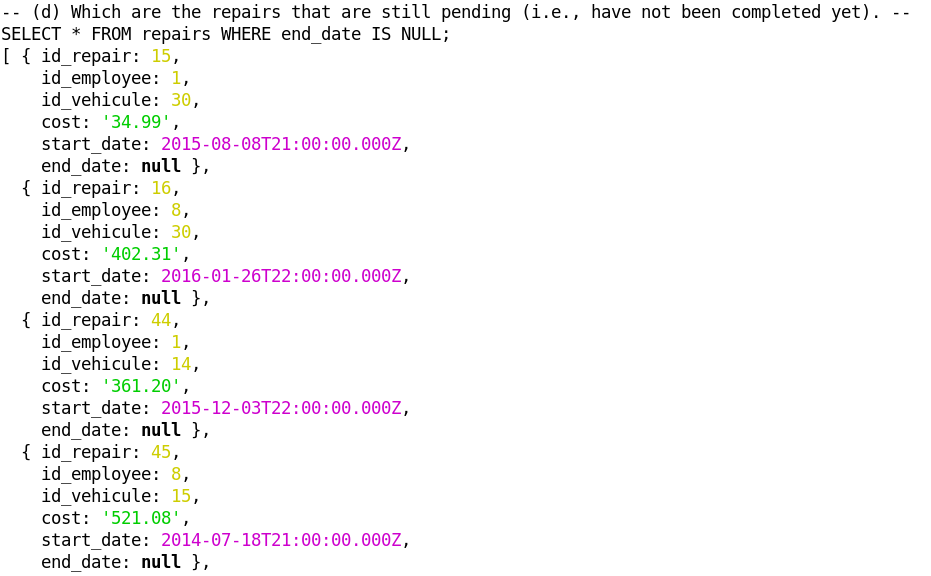 -- (d) Which are the repairs that are still pending (i.e., have not been completed yet). --
SELECT * FROM repairs WHERE end_date IS NULL;
[ { id_repair: 15,
    id_employee: 1,
    id_vehicule: 30,
    cost: '34.99',
    start_date: 2015-08-08T21:00:00.000Z,
    end_date: null },
  { id_repair: 16,
    id_employee: 8,
    id_vehicule: 30,
    cost: '402.31',
    start_date: 2016-01-26T22:00:00.000Z,
    end_date: null },
  { id_repair: 44,
    id_employee: 1,
    id_vehicule: 14,
    cost: '361.20',
    start_date: 2015-12-03T22:00:00.000Z,
    end_date: null },
  { id_repair: 45,
    id_employee: 8,
    id_vehicule: 15,
    cost: '521.08',
    start_date: 2014-07-18T21:00:00.000Z,
    end_date: null },